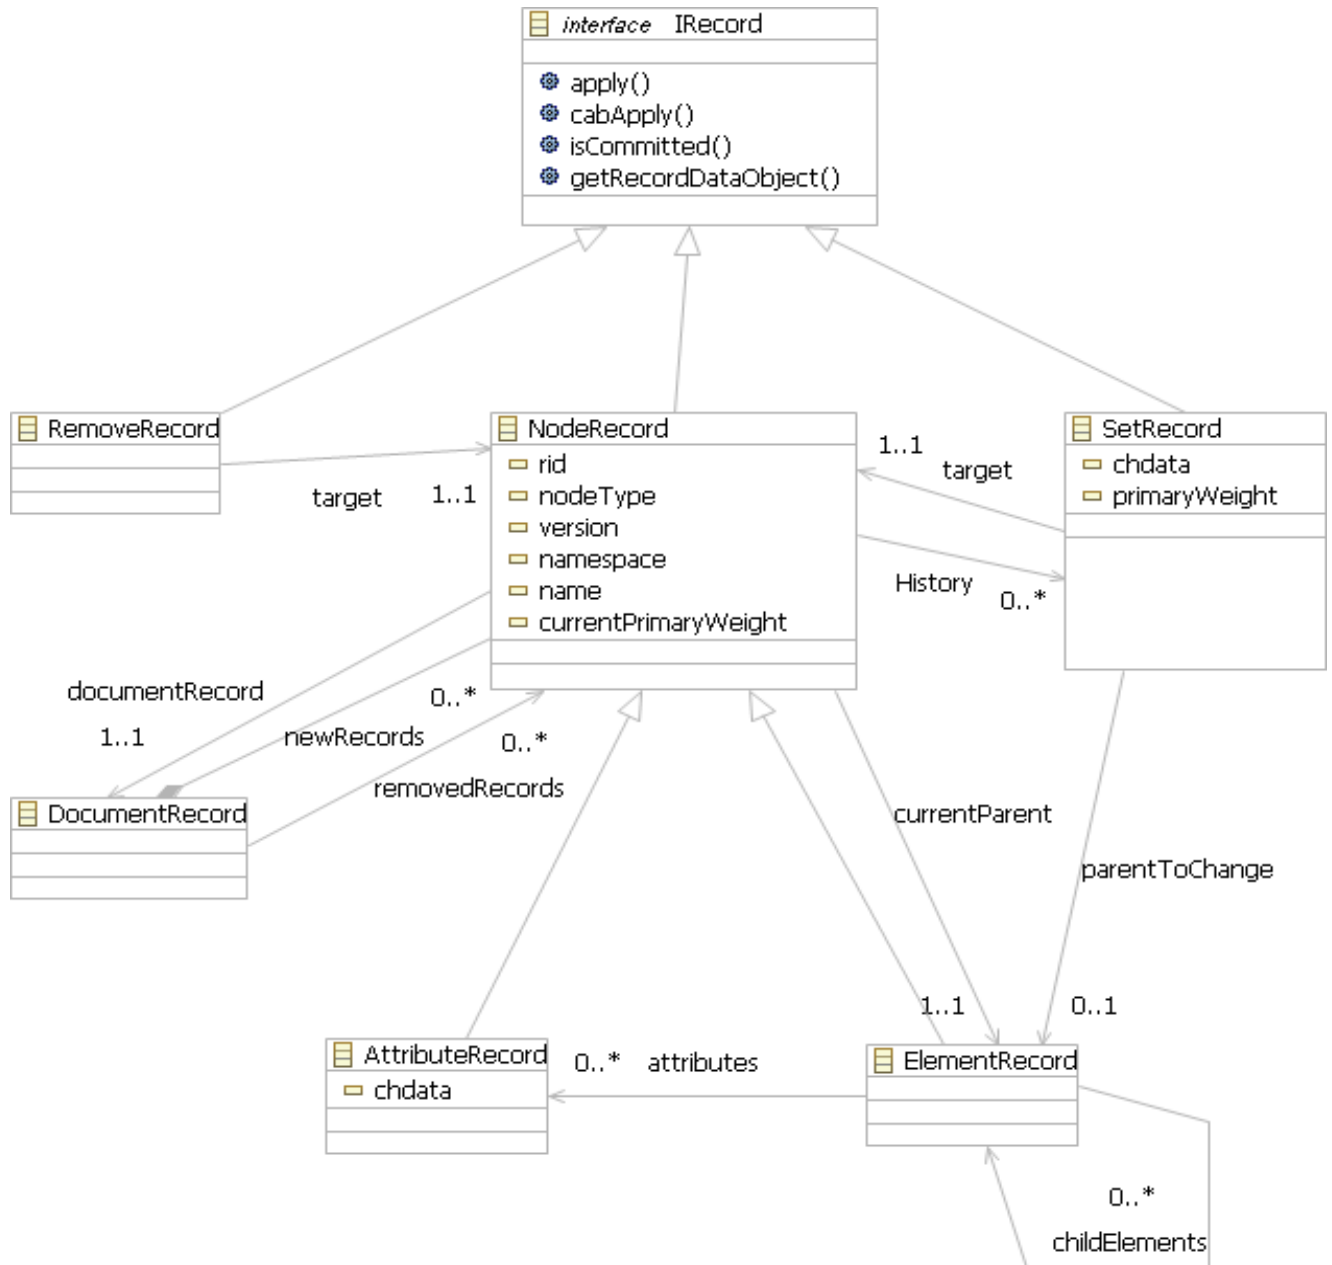 interface IRecord
apply()
cabApply()
isCommitted()
getRecordDataObject()
RemoveRecord
NodeRecord
rid
nodeType
version
namespace
name
currentPrimaryWeight
SetRecord
chdata
primaryWeight
target
1..1
1..1
target
History
0..*
documentRecord
1..1
0..*
newRecords
0..*
removedRecords
DocumentRecord
currentParent
parentToChange
1..1
0..1
AttributeRecord
chdata
0..* attributes
ElementRecord
0..*
childElements